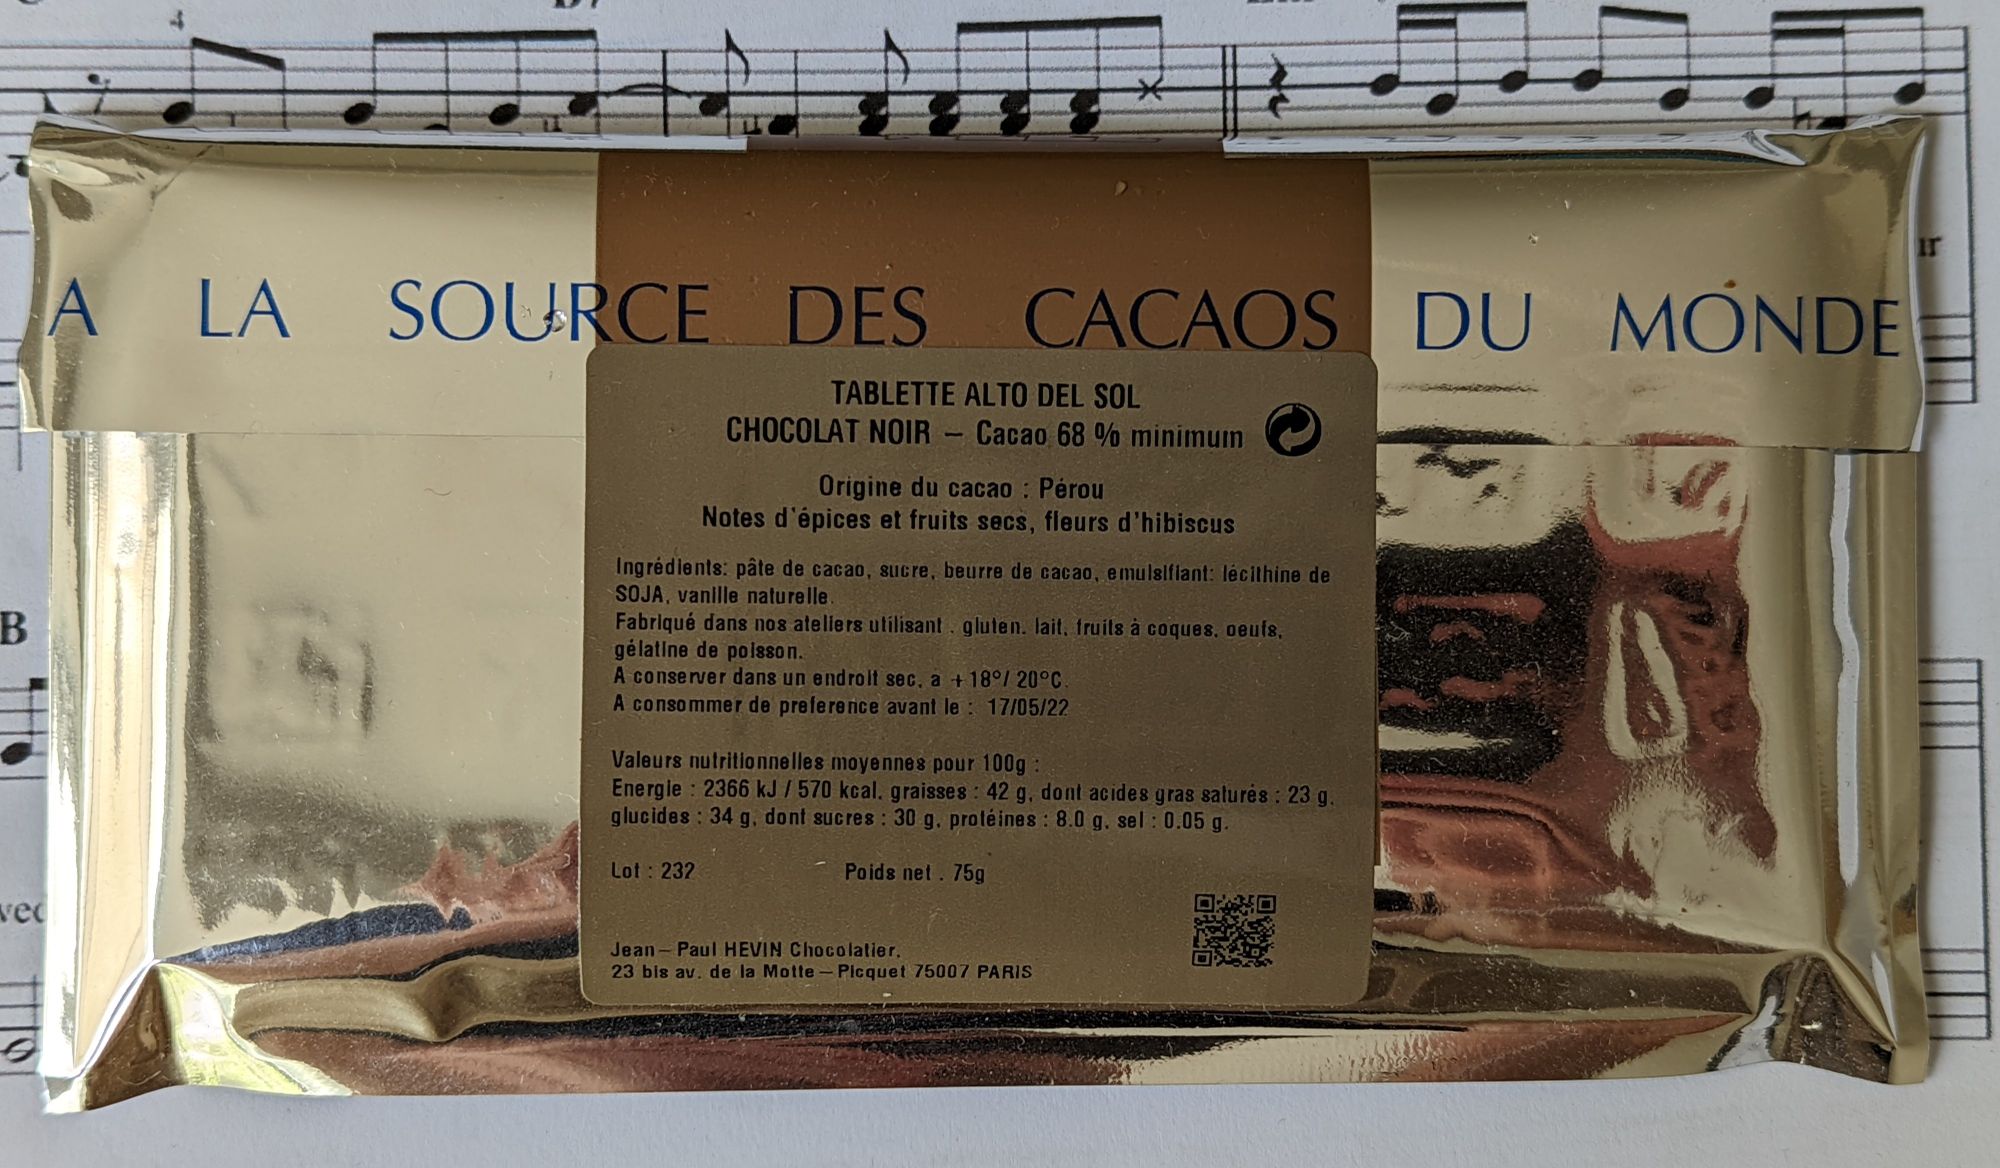 4
A LA SOURCE DES CACAOS DU MONDE
TABLETTE ALTO DEL SOL
CHOCOLAT NOIR – Cacao 68 % minimum
Origine du cacao : Pérou
Notes d'épices et fruits secs, fleurs d'hibiscus
Ingrédients: pâte de cacao, sucre, beurre de cacao, emulsifiant: lécithine de
SOJA, vanille naturelle.
Fabriqué dans nos ateliers utilisant : gluten, lait, fruits à coques, oeufs,
gélatine de poisson.
A conserver dans un endroit sec, a +18°/ 20°C.
A consommer de preference avant le : 17/05/22
B
Valeurs nutritionnelles moyennes pour 100g :
Energie : 2366 kJ / 570 kcal, graisses : 42 g, dont acides gras saturés : 23 g,
glucides : 34 g, dont sucres : 30 g, protéines : 8.0 g, sel : 0.05 g.
Lot : 232 Poids net : 75g
Jean – Paul HEVIN Chocolatier,
23 bis av. de la Motte – Picquet 75007 PARIS